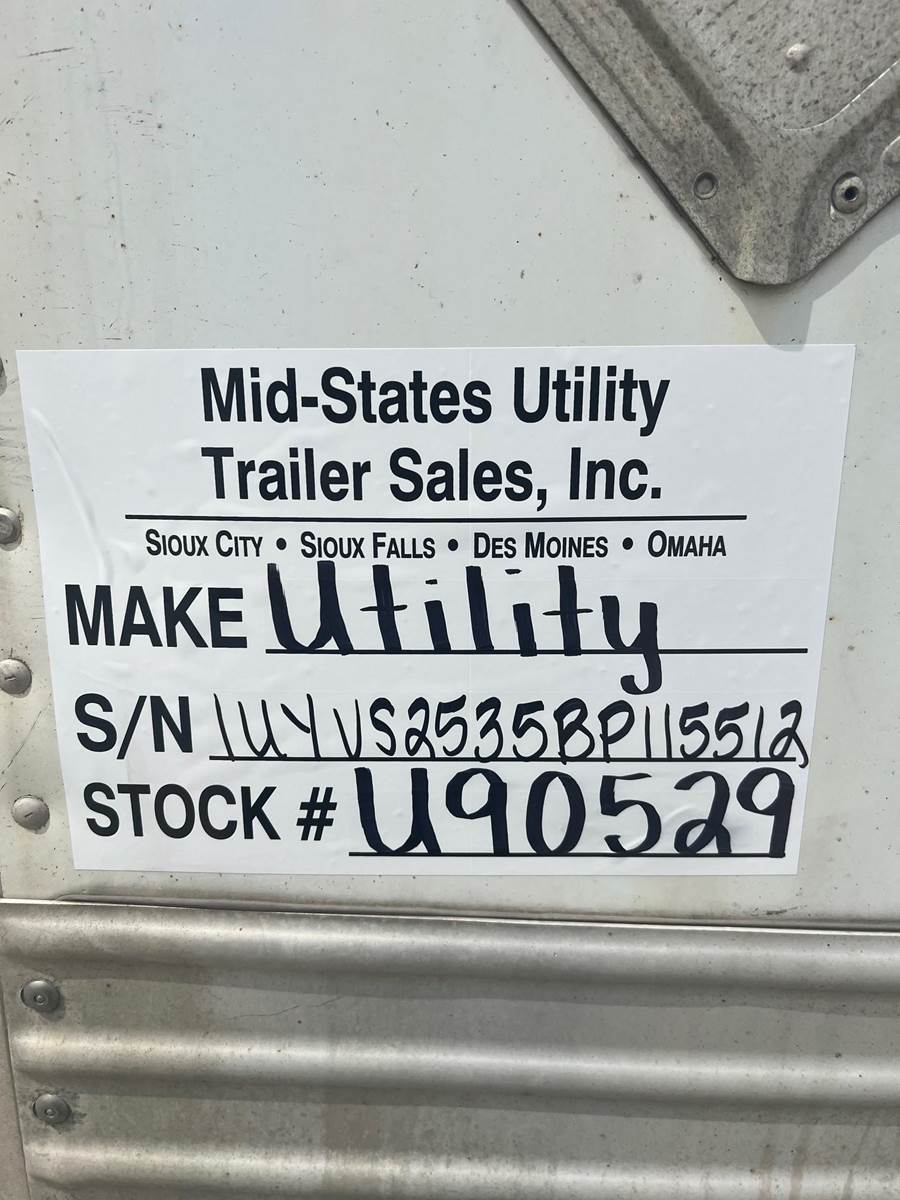 Mid-States Utility
Trailer Sales, Inc.
SIOUX CITY • SIOUX FALLS • DES MOINES • OMAHA
MAKE Utility
S/N 1UYVS2535BP115512
STOCK # U90529